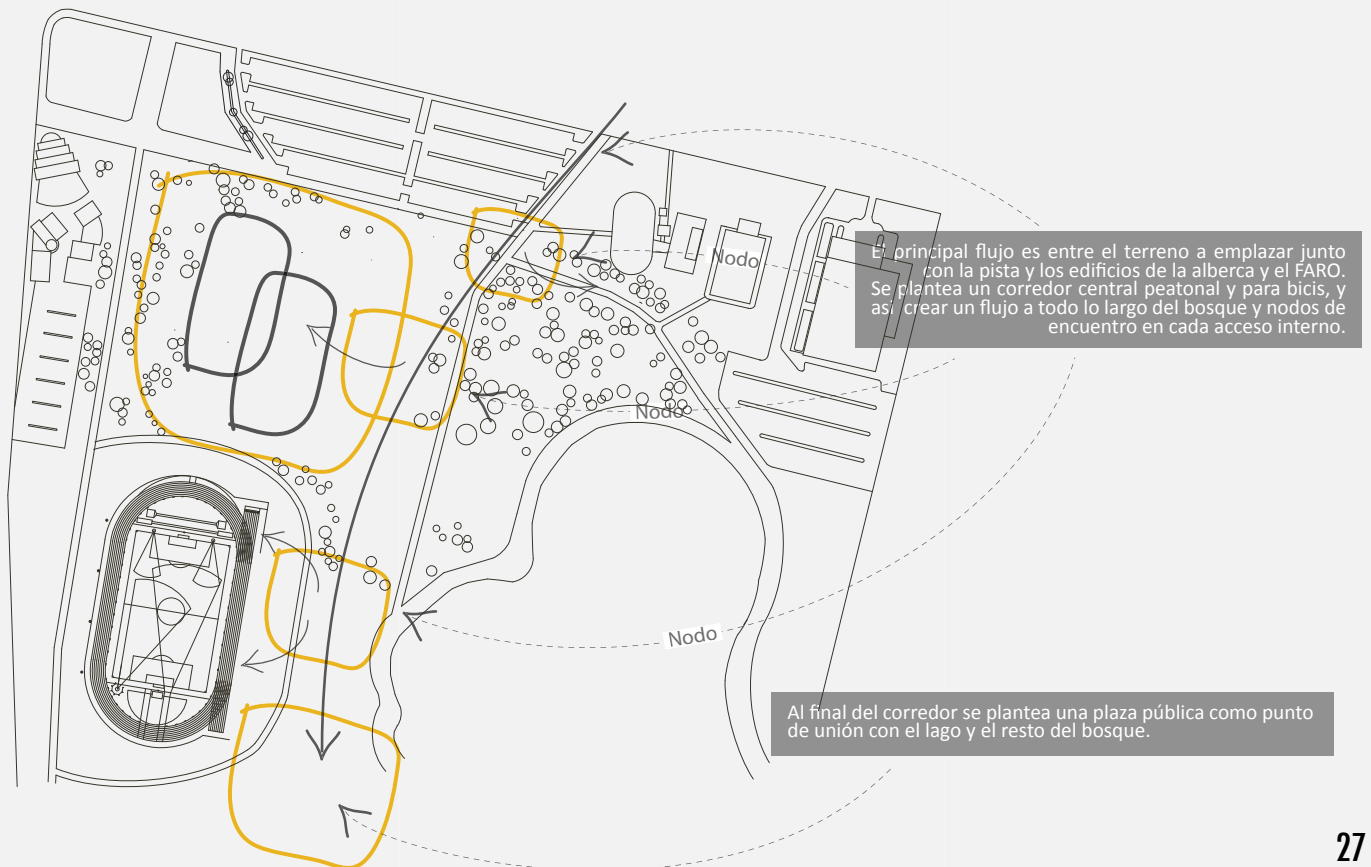 Nodo
El principal flujo es entre el terreno a emplazar junto
con la pista y los edificios de la alberca y el FARO.
Se plantea un corredor central peatonal y para bicis, y
así crear un flujo a todo lo largo del bosque y nodos de
encuentro en cada acceso interno.
Nodo
Nodo
Al final del corredor se plantea una plaza pública como punto
de unión con el lago y el resto del bosque.
27